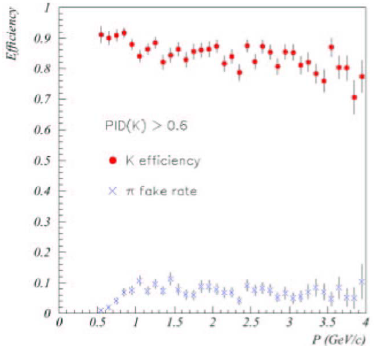 Efficiency
1
0.9
0.8
0.7
0.6
0.5
0.4
0.3
0.2
0.1
0
PID(K) > 0.6
K efficiency
π fake rate
0 0.5 1 1.5 2 2.5 3 3.5 4
P (GeV/c)